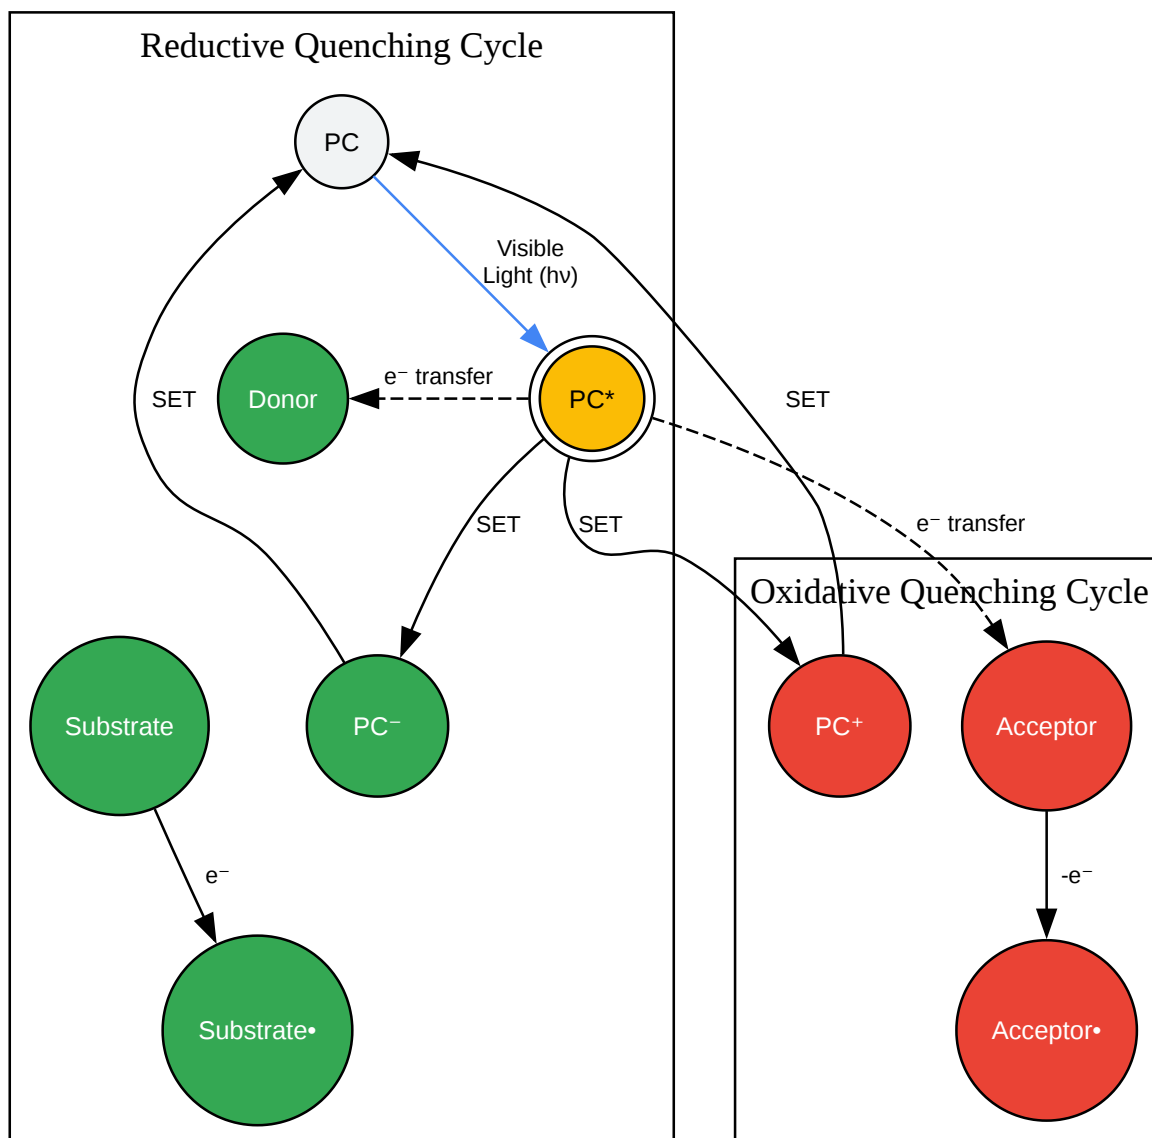 Reductive Quenching Cycle
PC
Visible
Light (hν)
Donor
e⁻ transfer
PC*
SET
SET
SET
SET
e⁻ transfer
Oxidative Quenching Cycle
Substrate
PC⁻
PC⁺
Acceptor
e⁻
-e⁻
Substrate•
Acceptor•